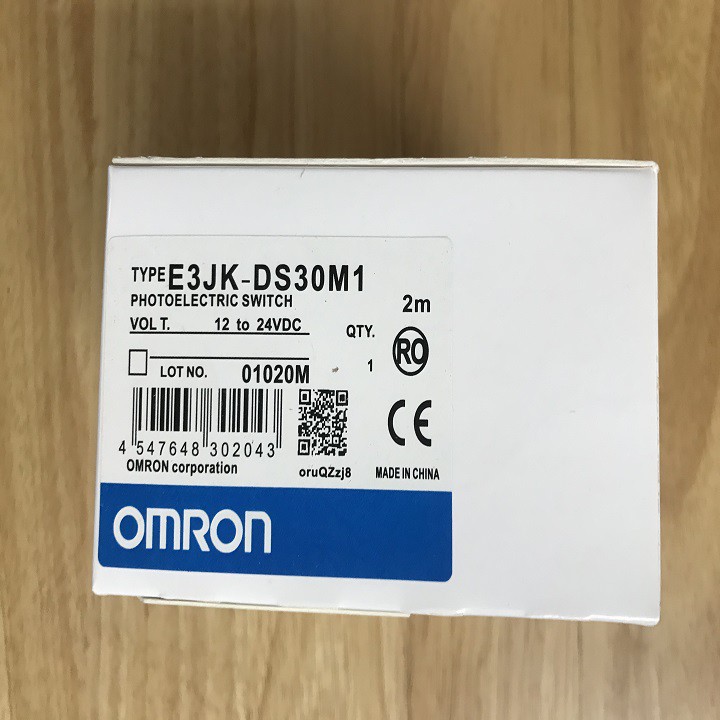 TYPE E3JK-DS30M1
PHOTOELECTRIC SWITCH
2m
VOLT. 12 to 24VDC
QTY.
1
RO
LOT NO. 01020M
CE
4 547648 302043
oruQZzj8
MADE IN CHINA
OMRON corporation
OMRON